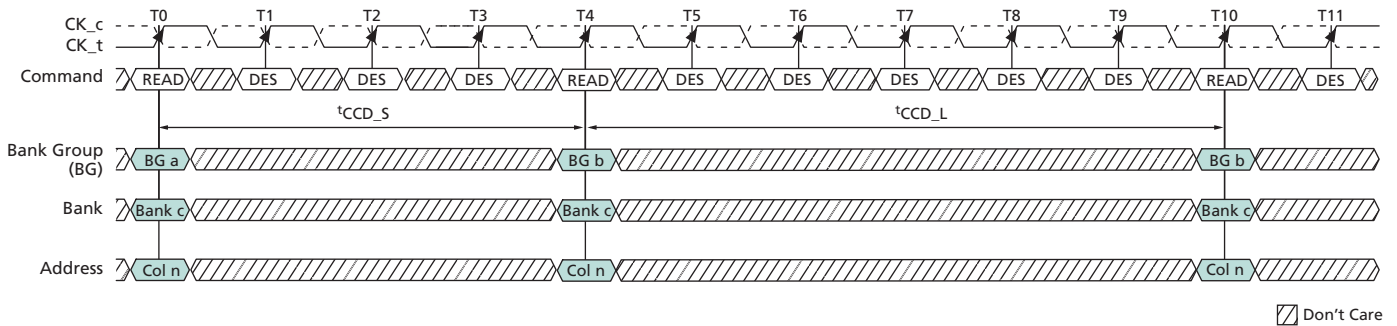 T0 T1 T2 T3 T4 T5 T6 T7 T8 T9 T10 T11
CK_c
CK_t
Command READ DES DES DES READ DES DES DES DES DES READ DES
tCCD_S tCCD_L
Bank Group
(BG) BG a BG b BG b
Bank Bank c Bank c Bank c
Address Col n Col n Col n
Don't Care